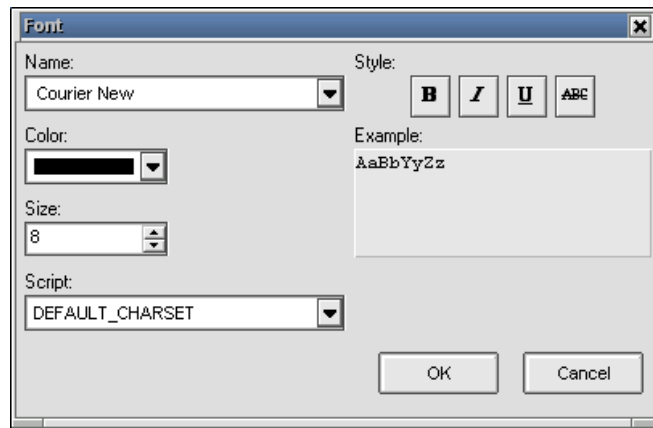 Font
Name:
Courier New
Style:
B I U ABC
Color:
Example:
AaBbYyZz
Size:
8
Script:
DEFAULT_CHARSET
OK Cancel